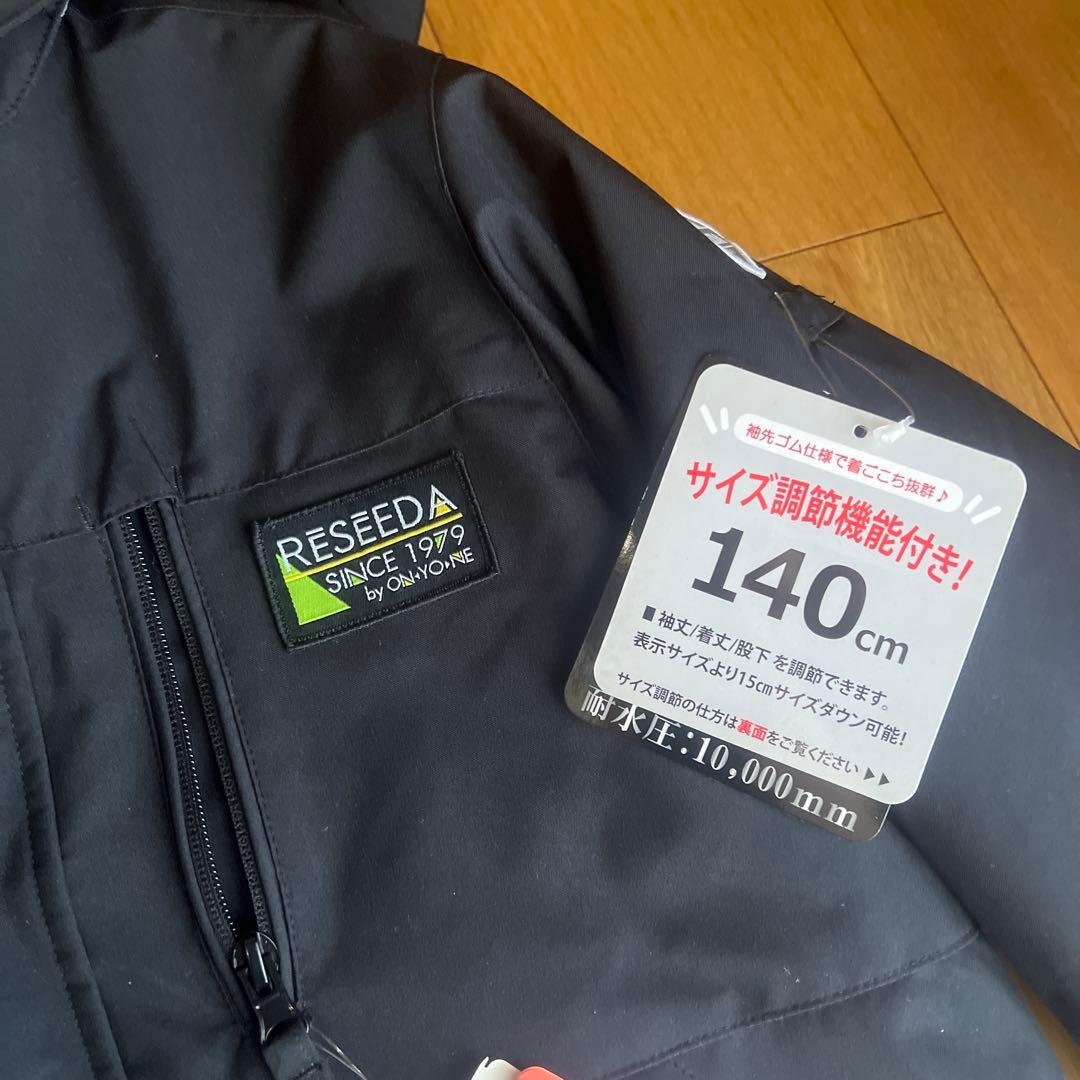 RESEEDA
SINCE 1979
by ON・YO・NE
袖先ゴム仕様で着ごこち抜群♪
サイズ調節機能付き!
140cm
■袖丈/着丈/股下を調節できます。
表示サイズより15㎝サイズダウン可能!
サイズ調節の仕方は裏面をご覧ください▶▶
耐水圧:10,000mm